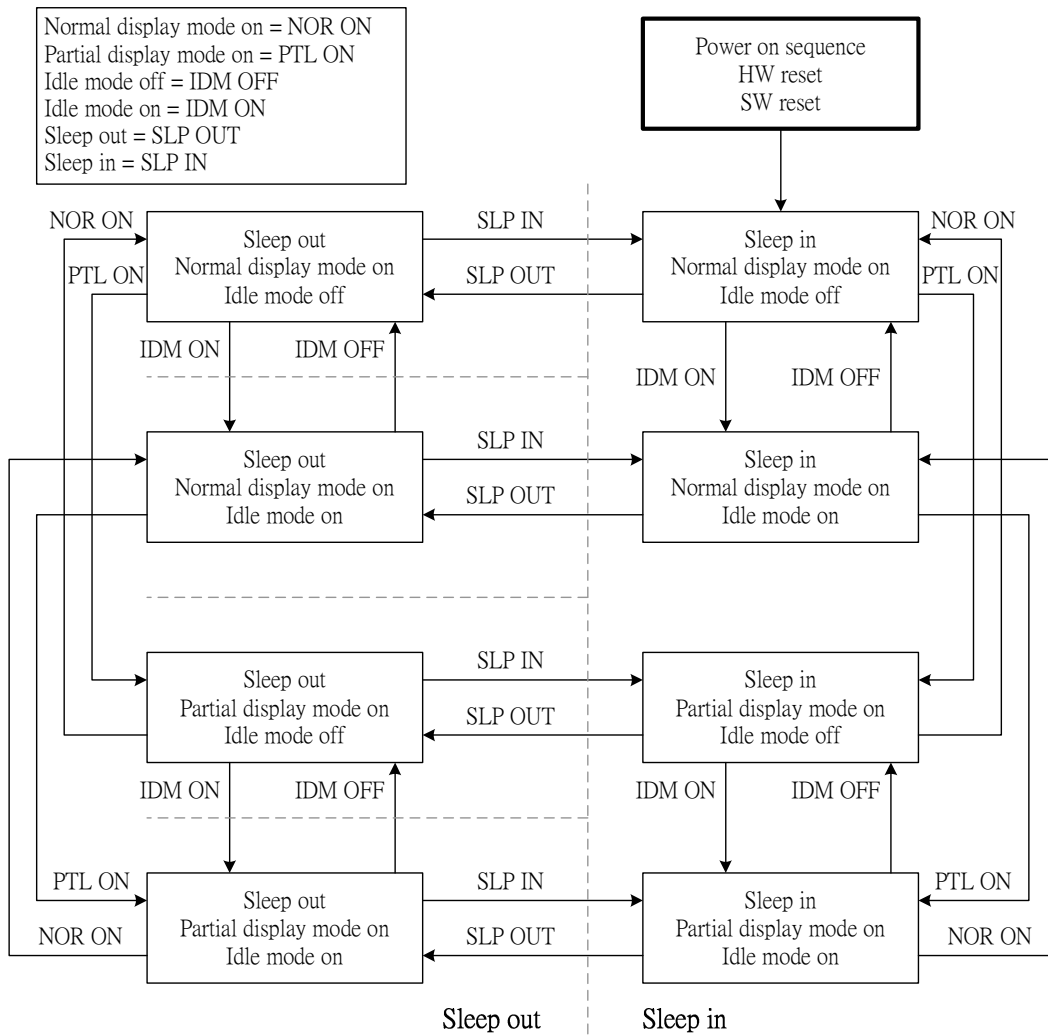 Normal display mode on = NOR ON
Partial display mode on = PTL ON
Idle mode off = IDM OFF
Idle mode on = IDM ON
Sleep out = SLP OUT
Sleep in = SLP IN
Power on sequence
HW reset
SW reset
NOR ON
PTL ON
Sleep out
Normal display mode on
Idle mode off
SLP IN
SLP OUT
Sleep in
Normal display mode on
Idle mode off
NOR ON
PTL ON
IDM ON
IDM OFF
IDM ON
IDM OFF
Sleep out
Normal display mode on
Idle mode on
SLP IN
SLP OUT
Sleep in
Normal display mode on
Idle mode on
Sleep out
Partial display mode on
Idle mode off
SLP IN
SLP OUT
Sleep in
Partial display mode on
Idle mode off
IDM ON
IDM OFF
IDM ON
IDM OFF
PTL ON
NOR ON
Sleep out
Partial display mode on
Idle mode on
SLP IN
SLP OUT
Sleep in
Partial display mode on
Idle mode on
PTL ON
NOR ON
Sleep out
Sleep in